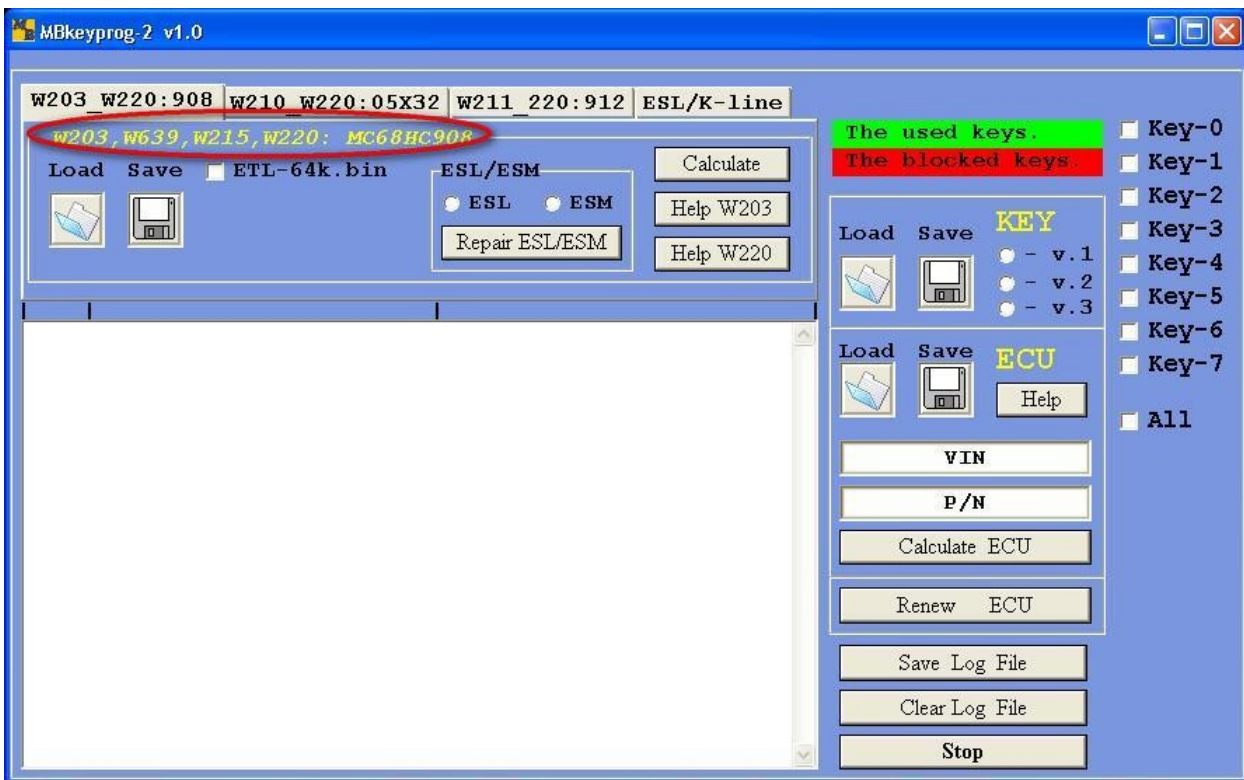 MBkeyprog-2 v1.0
W203_W220:908
W210_W220:05X32
W211_220:912
ESL/K-line
W203,W639,W215,W220: MC68HC908
Load Save ETL-64k.bin
ESL/ESM
ESL ESM
Repair ESL/ESM
Calculate
Help W203
Help W220
The used keys.
The blocked keys.
Load Save KEY
- v.1
- v.2
- v.3
Load Save ECU
Help
VIN
P/N
Calculate ECU
Renew ECU
Save Log File
Clear Log File
Stop
Key-0
Key-1
Key-2
Key-3
Key-4
Key-5
Key-6
Key-7
All